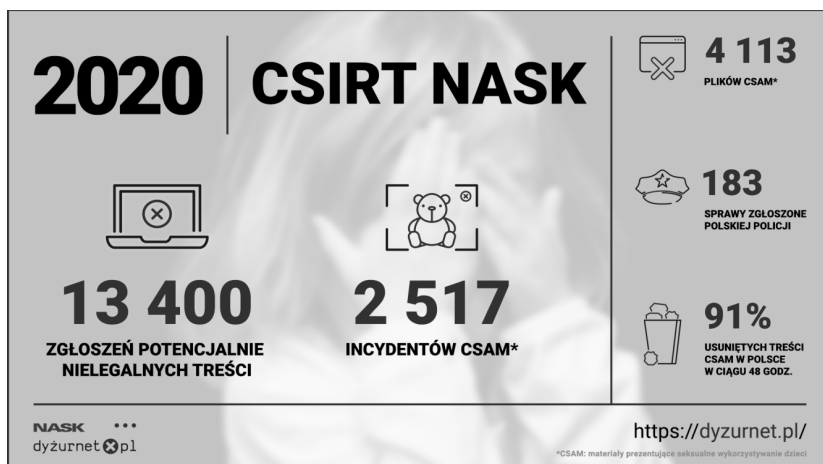 2020
CSIRT NASK
13 400
ZGŁOSZEŃ POTENCJALNIE
NIELEGALNYCH TREŚCI
2 517
INCYDENTÓW CSAM*
4 113
PLIKÓW CSAM*
183
SPRAWY ZGŁOSZONE
POLSKIEJ POLICJI
91%
USUNIĘTYCH TREŚCI
CSAM W POLSCE
W CIĄGU 48 GODZ.
NASK
dyżurnet pl
https://dyzurnet.pl/
*CSAM: materiały prezentujące seksualne wykorzystywanie dzieci